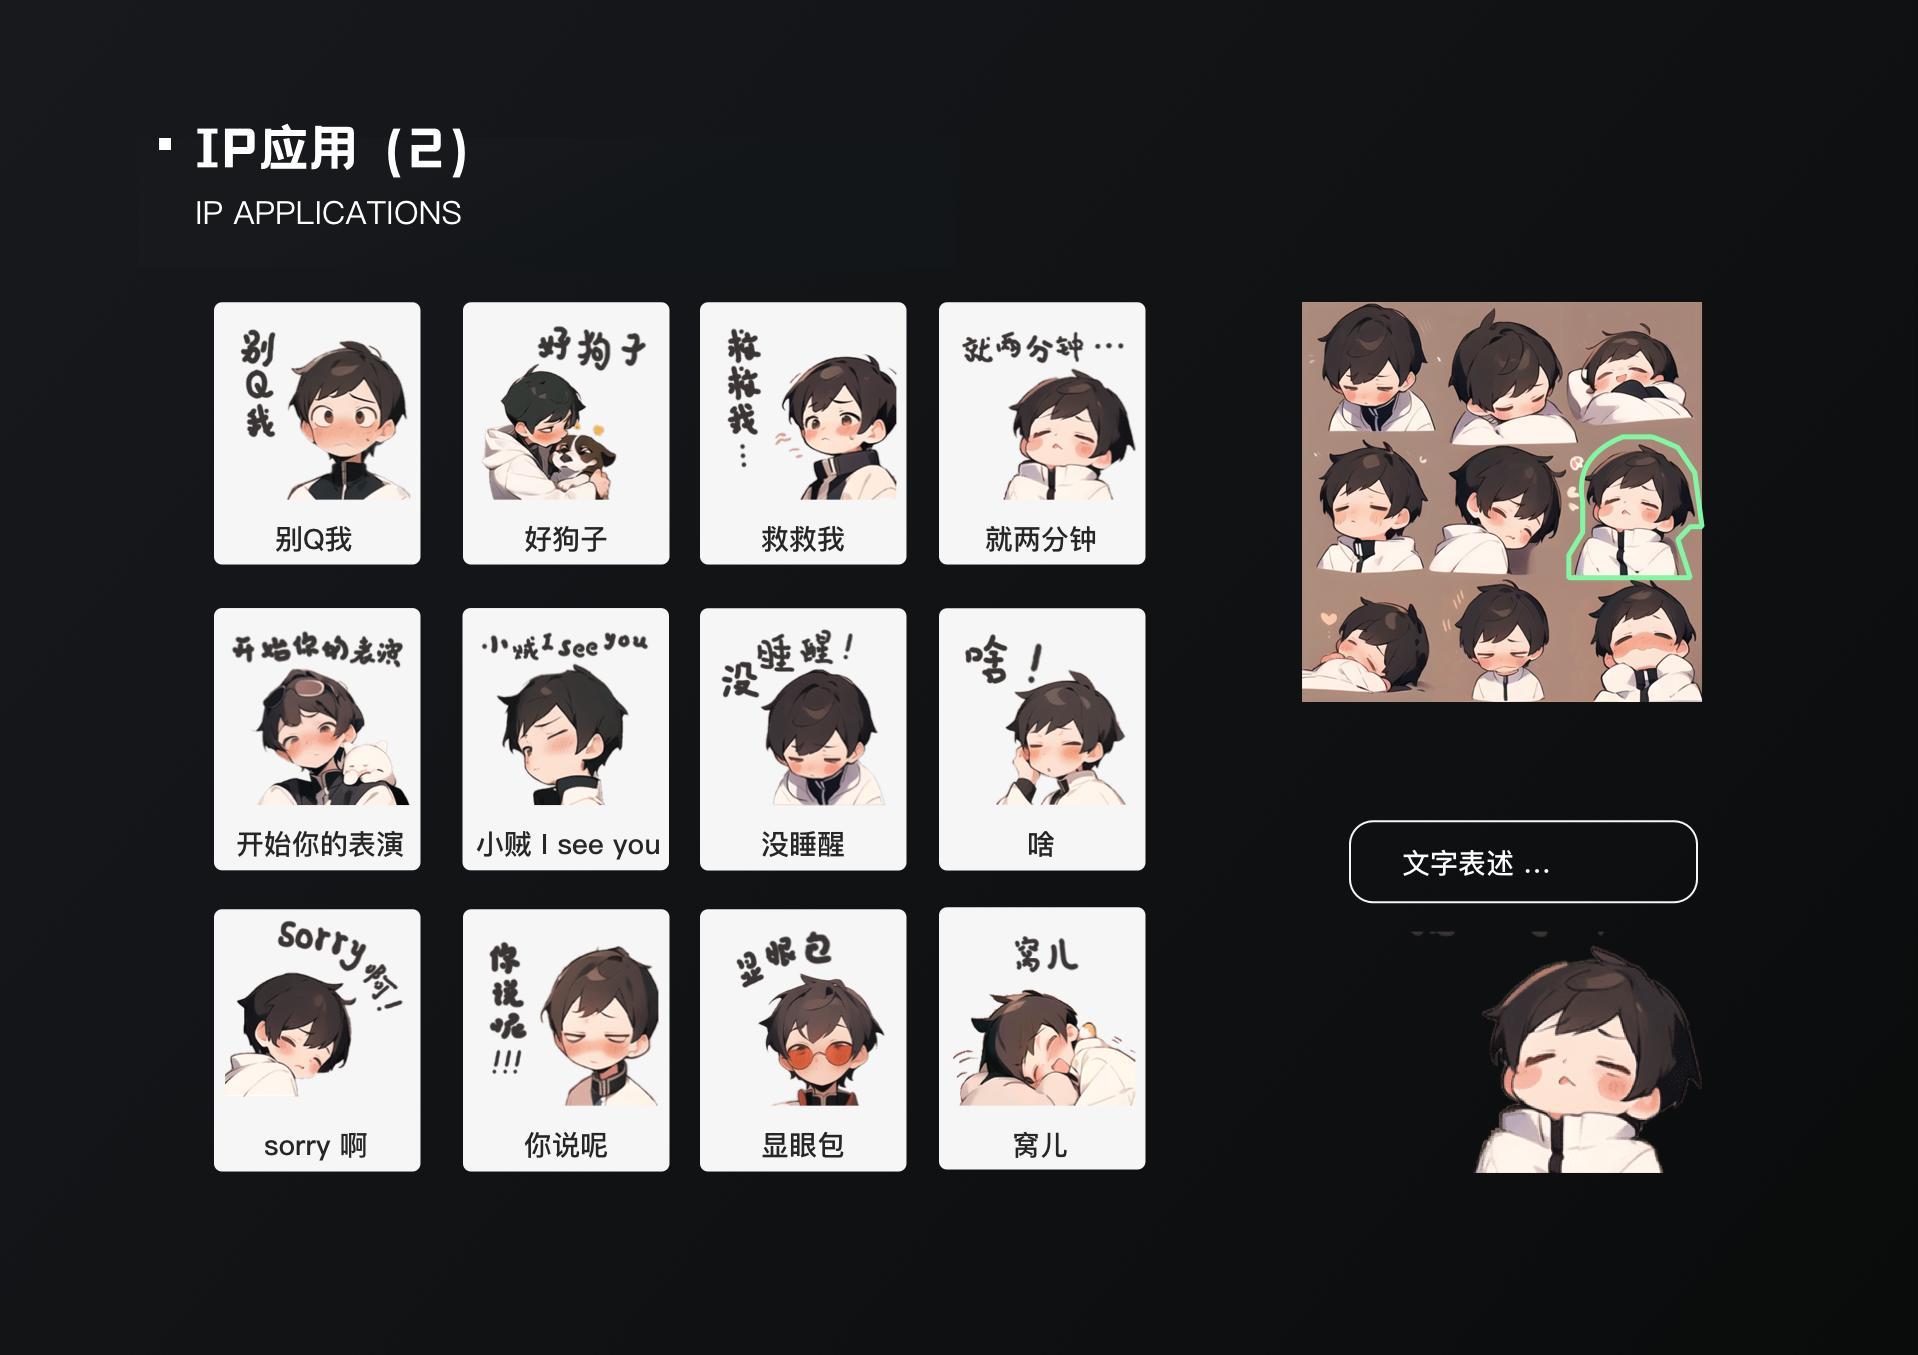 IP应用（2）
IP APPLICATIONS
别
Q
我
别Q我
好狗子
好狗子
救
救
我
…
救救我
就两分钟…
就两分钟
开始你的表演
开始你的表演
小贼I see you
小贼 I see you
没睡醒！
没睡醒
啥！
啥
sorry 啊！
sorry 啊
你
说
呢
!!!
你说呢
显眼包
显眼包
窝儿
窝儿
文字表述 ...